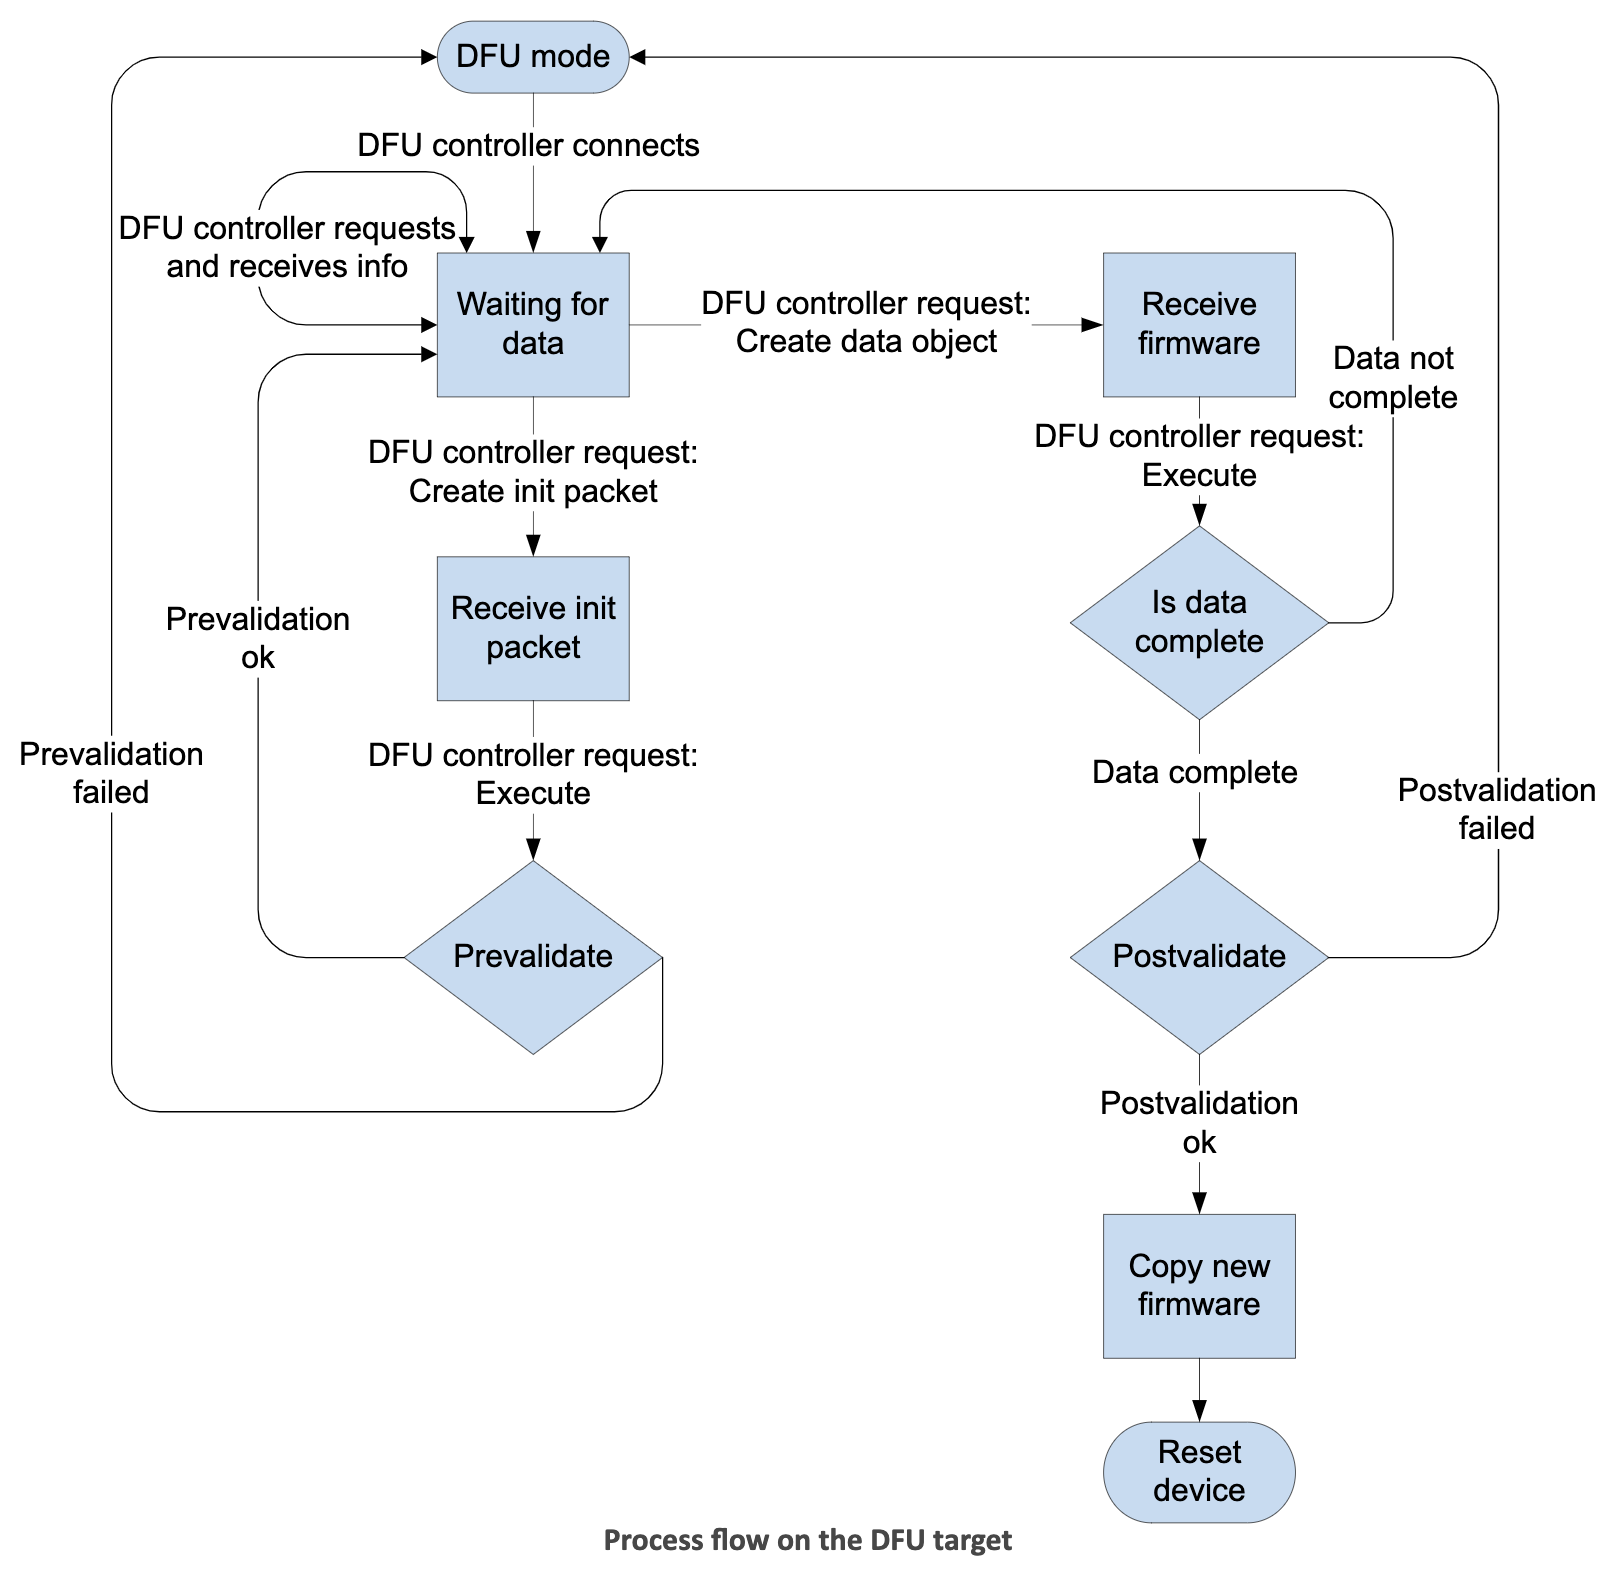 DFU mode
DFU controller connects
DFU controller requests
and receives info
Waiting for
data
DFU controller request:
Create data object
Receive
firmware
Data not
complete
DFU controller request:
Create init packet
DFU controller request:
Execute
Receive init
packet
Is data
complete
Prevalidation
ok
Prevalidation
failed
DFU controller request:
Execute
Data complete
Postvalidation
failed
Prevalidate
Postvalidate
Postvalidation
ok
Copy new
firmware
Reset
device
Process flow on the DFU target